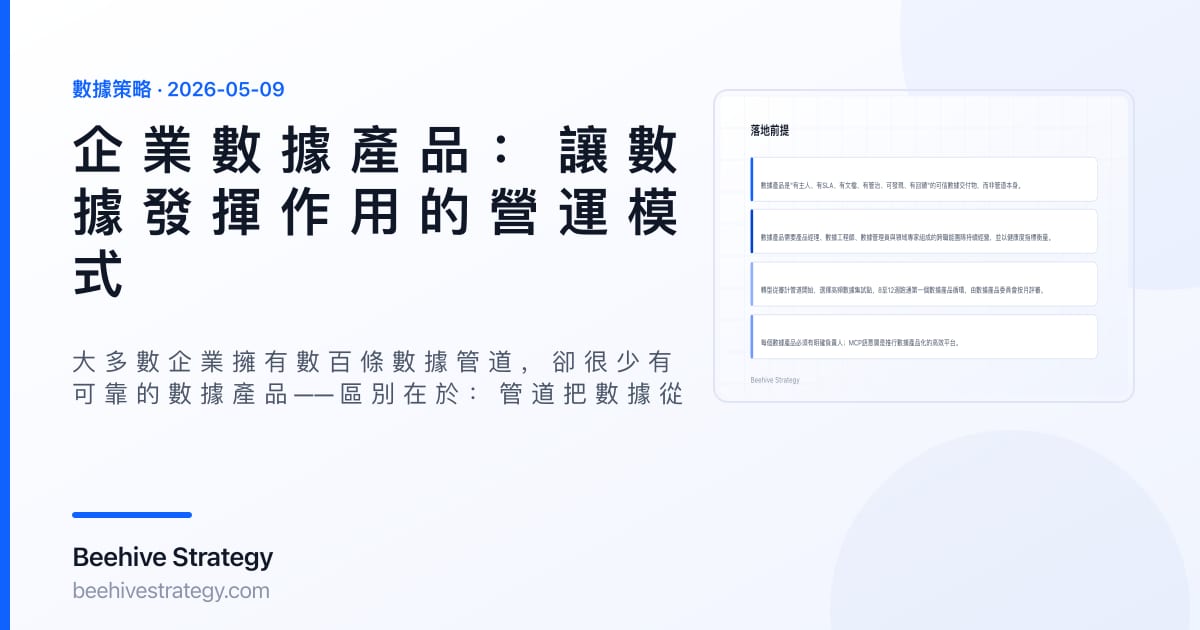 數據策略 · 2026-05-09
企業數據產品：讓數
據發揮作用的營運模
式
大多數企業擁有數百條數據管道，卻很少有
可靠的數據產品——區別在於：管道把數據從
Beehive Strategy
beehivestrategy.com
落地前提
數據產品是"有主人、有SLA、有文檔、有管治、可發現、有回饋"的可信數據交付物，而非管道本身。
數據產品需要產品經理、數據工程師、數據管理員與領域專家組成的跨職能團隊持續經營，並以健康度指標衡量。
轉型從審計管道開始，選擇高頻數據集試點，8至12週跑通第一個數據產品循環，由數據產品委員會按月評審。
每個數據產品必須有明確負責人；MCP語意層是推行數據產品化的高效平台。
Beehive Strategy